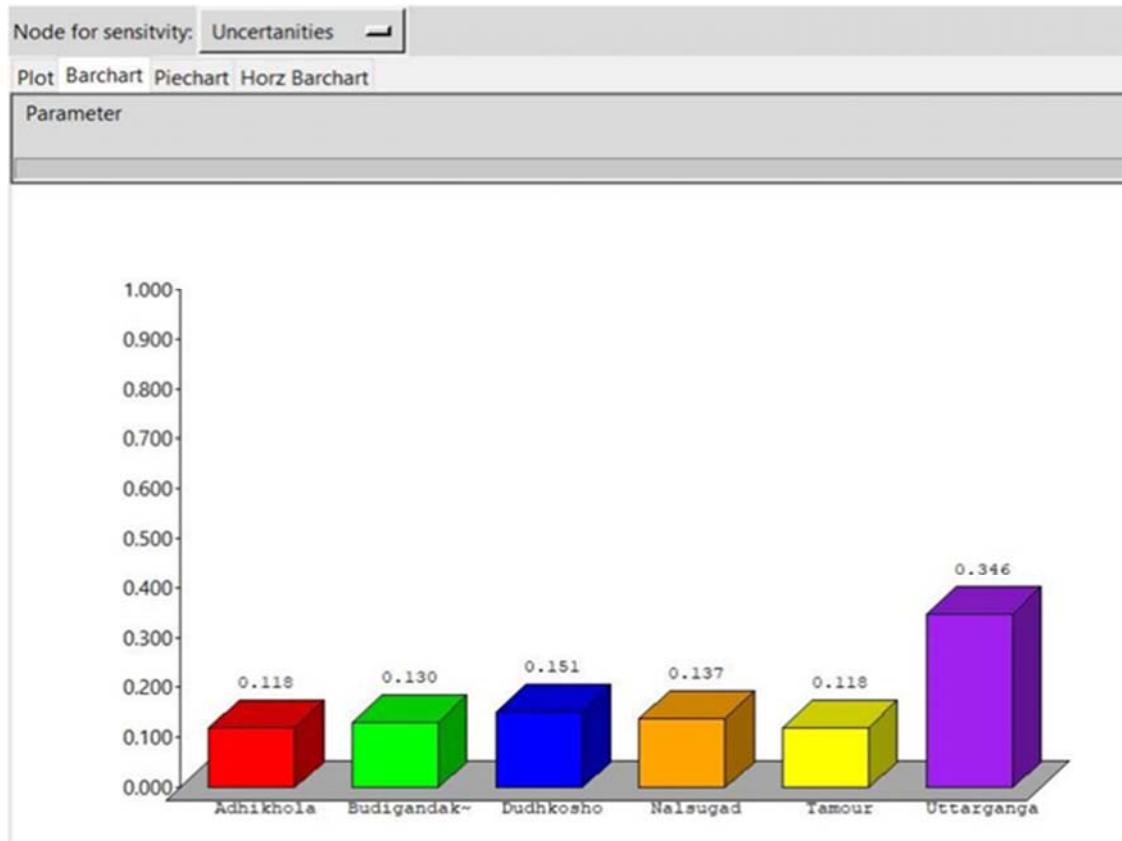 Node for sensitvity: Uncertanities
Plot Barchart Piechart Horz Barchart
Parameter
1.000
0.900
0.800
0.700
0.600
0.500
0.400
0.300
0.200
0.100
0.000
0.118 0.130 0.151 0.137 0.118 0.346
Adhikhola Budigandak~ Dudhkosho Nalsugad Tamour Uttarganga